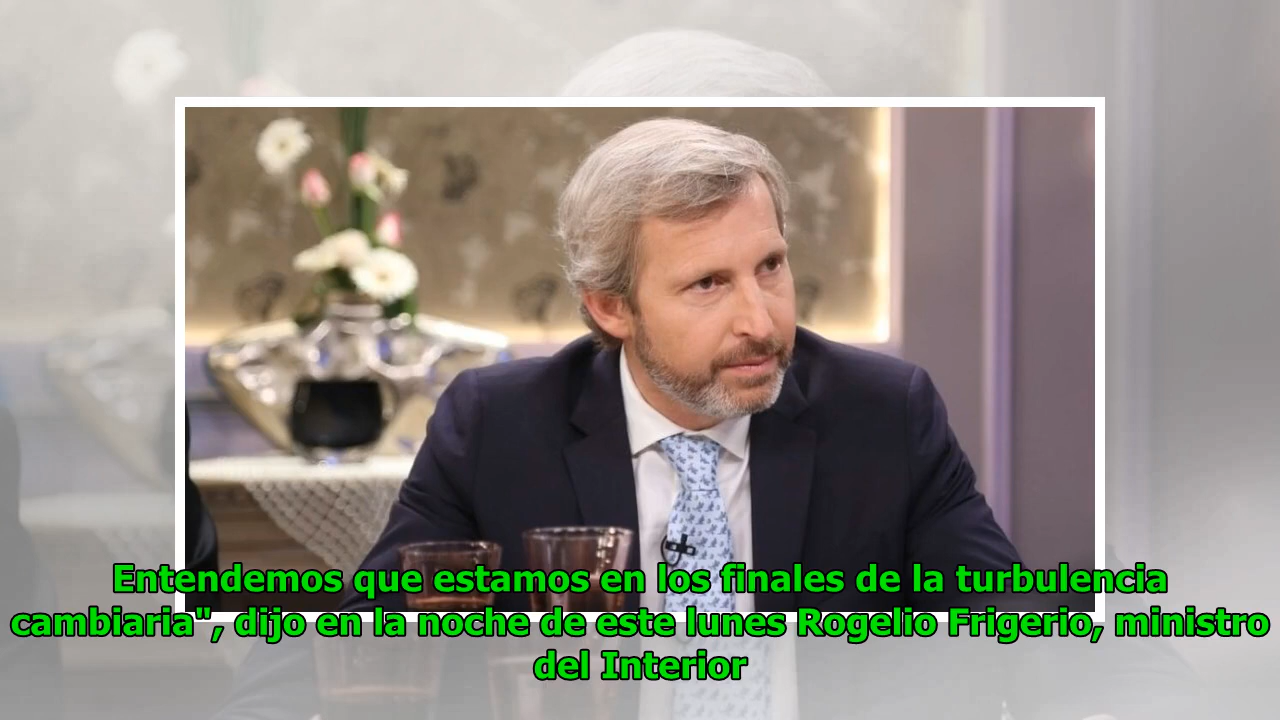 Entendemos que estamos en los finales de la turbulencia
cambiaria", dijo en la noche de este lunes Rogelio Frigerio, ministro
del Interior